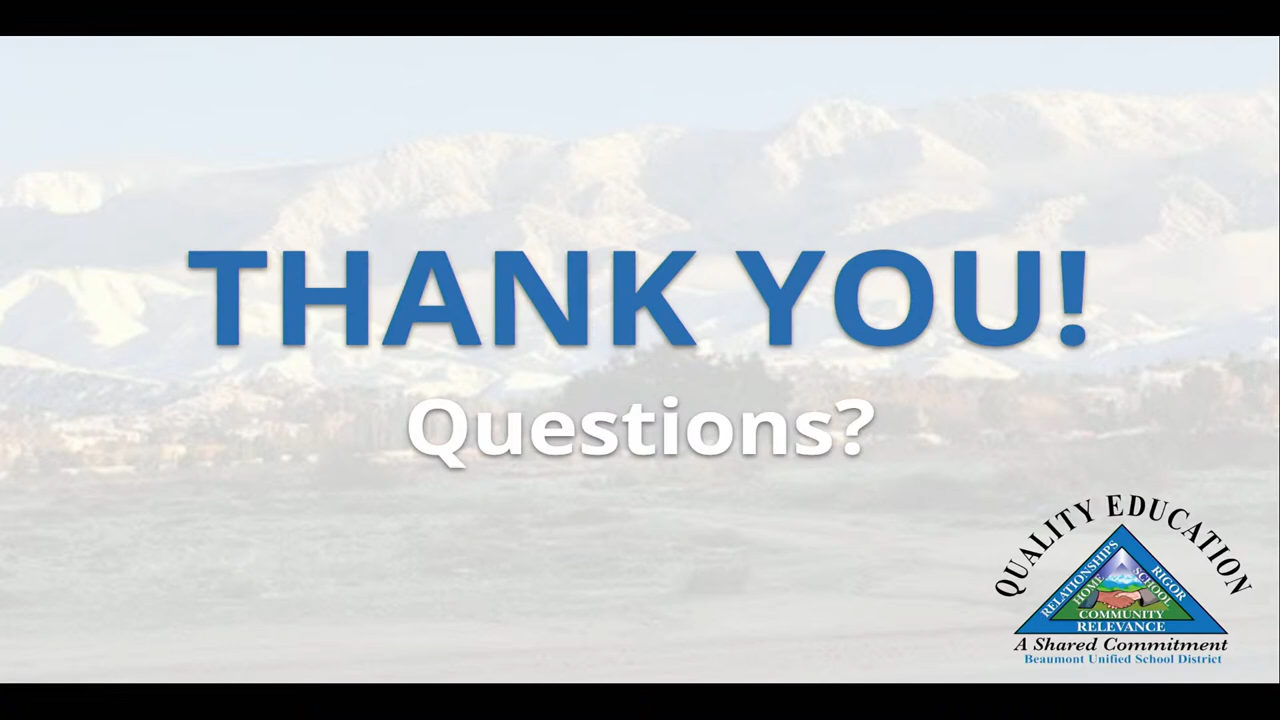 THANK YOU!
Questions?
QUALITY EDUCATION
RELATIONSHIPS
RIGOR
HOME
SCHOOL
COMMUNITY
RELEVANCE
A Shared Commitment
Beaumont Unified School District